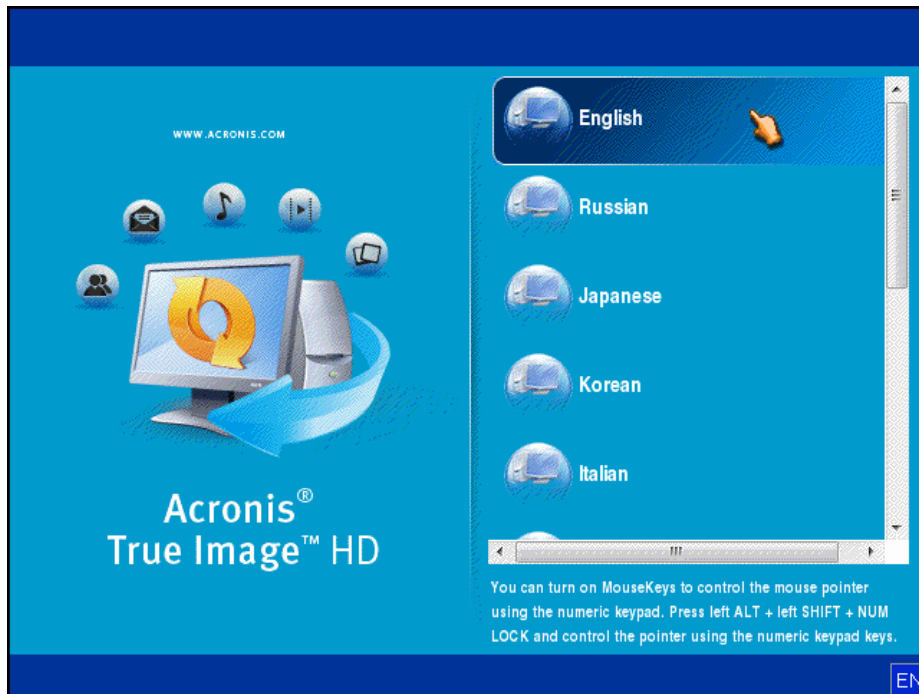 WWW.ACRONIS.COM
Acronis®
True Image™ HD
English
Russian
Japanese
Korean
Italian
You can turn on MouseKeys to control the mouse pointer
using the numeric keypad. Press left ALT + left SHIFT + NUM
LOCK and control the pointer using the numeric keypad keys.
EN